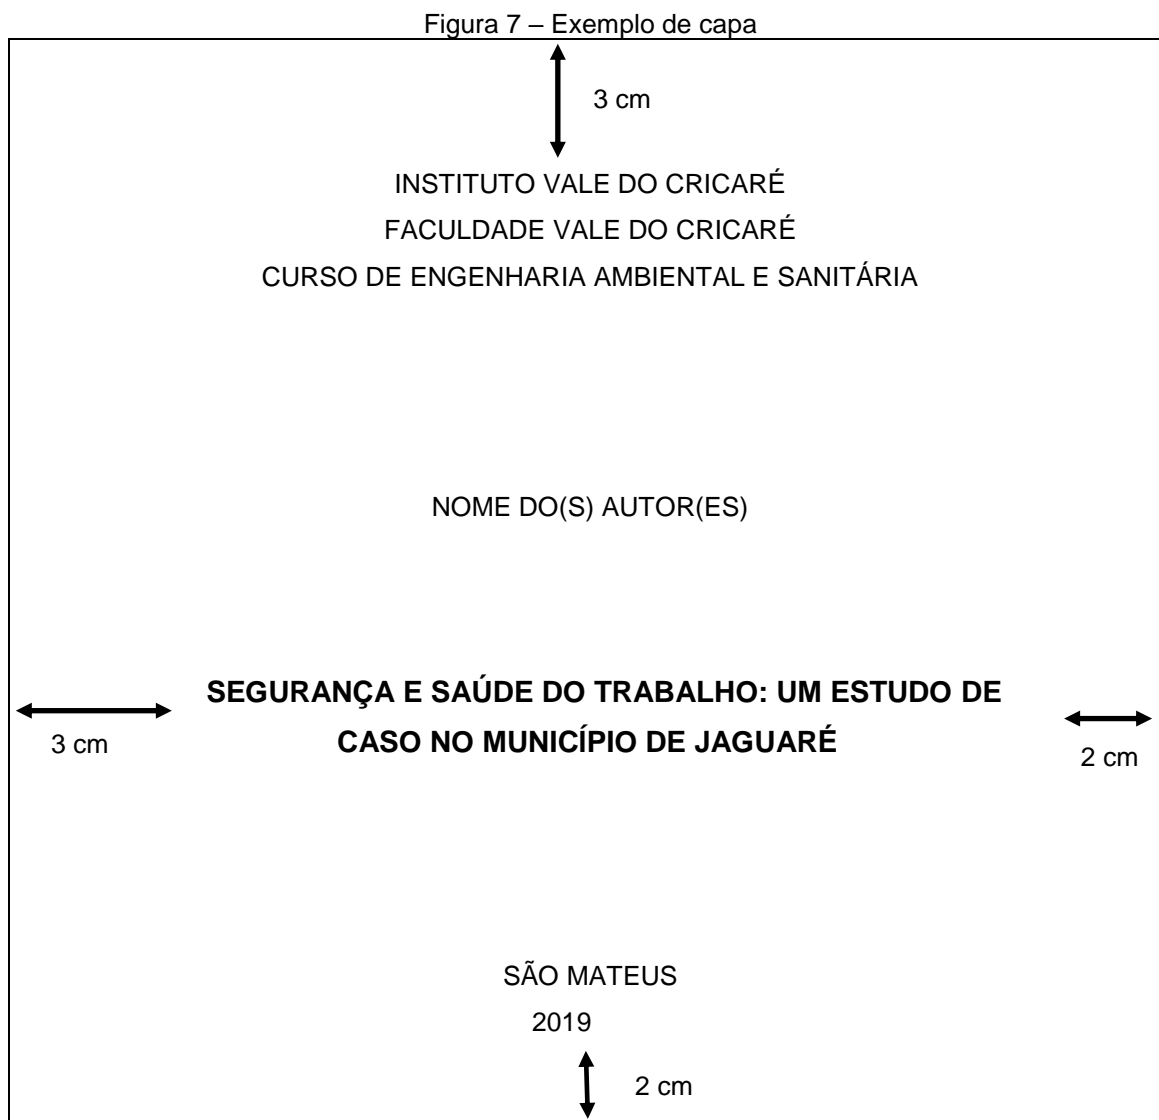 Figura 7 – Exemplo de capa
3 cm
INSTITUTO VALE DO CRICARÉ
FACULDADE VALE DO CRICARÉ
CURSO DE ENGENHARIA AMBIENTAL E SANITÁRIA
NOME DO(S) AUTOR(ES)
SEGURANÇA E SAÚDE DO TRABALHO: UM ESTUDO DE
CASO NO MUNICÍPIO DE JAGUARÉ
3 cm
2 cm
SÃO MATEUS
2019
2 cm